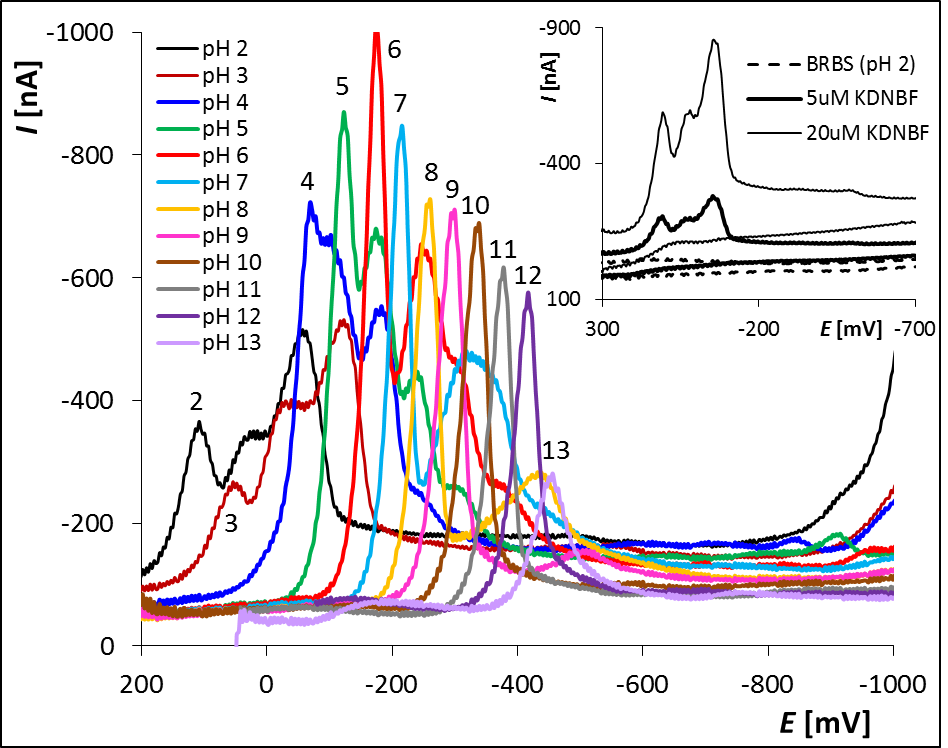 -1000
-800
-600
-400
-200
0
I [nA]
pH 2
pH 3
pH 4
pH 5
pH 6
pH 7
pH 8
pH 9
pH 10
pH 11
pH 12
pH 13
2
3
4
5
6
7
8
9
10
11
12
13
200
0
-200
-400
-600
-800
-1000
E [mV]
-900
-400
100
I [nA]
BRBS (pH 2)
5uM KDNBF
20uM KDNBF
300
-200
-700
E [mV]